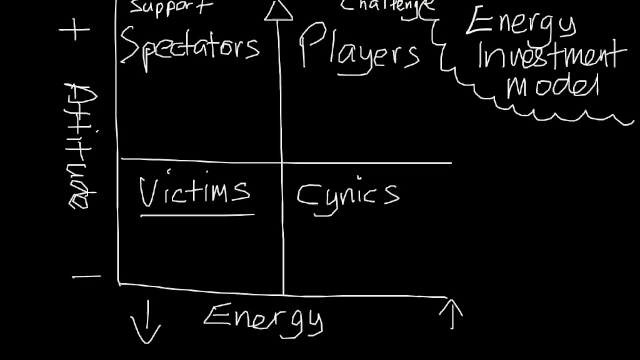 Support
Challenge
+
Spectators
Players
Energy
Investment
model
Attitude
Victims
Cynics
-
Energy